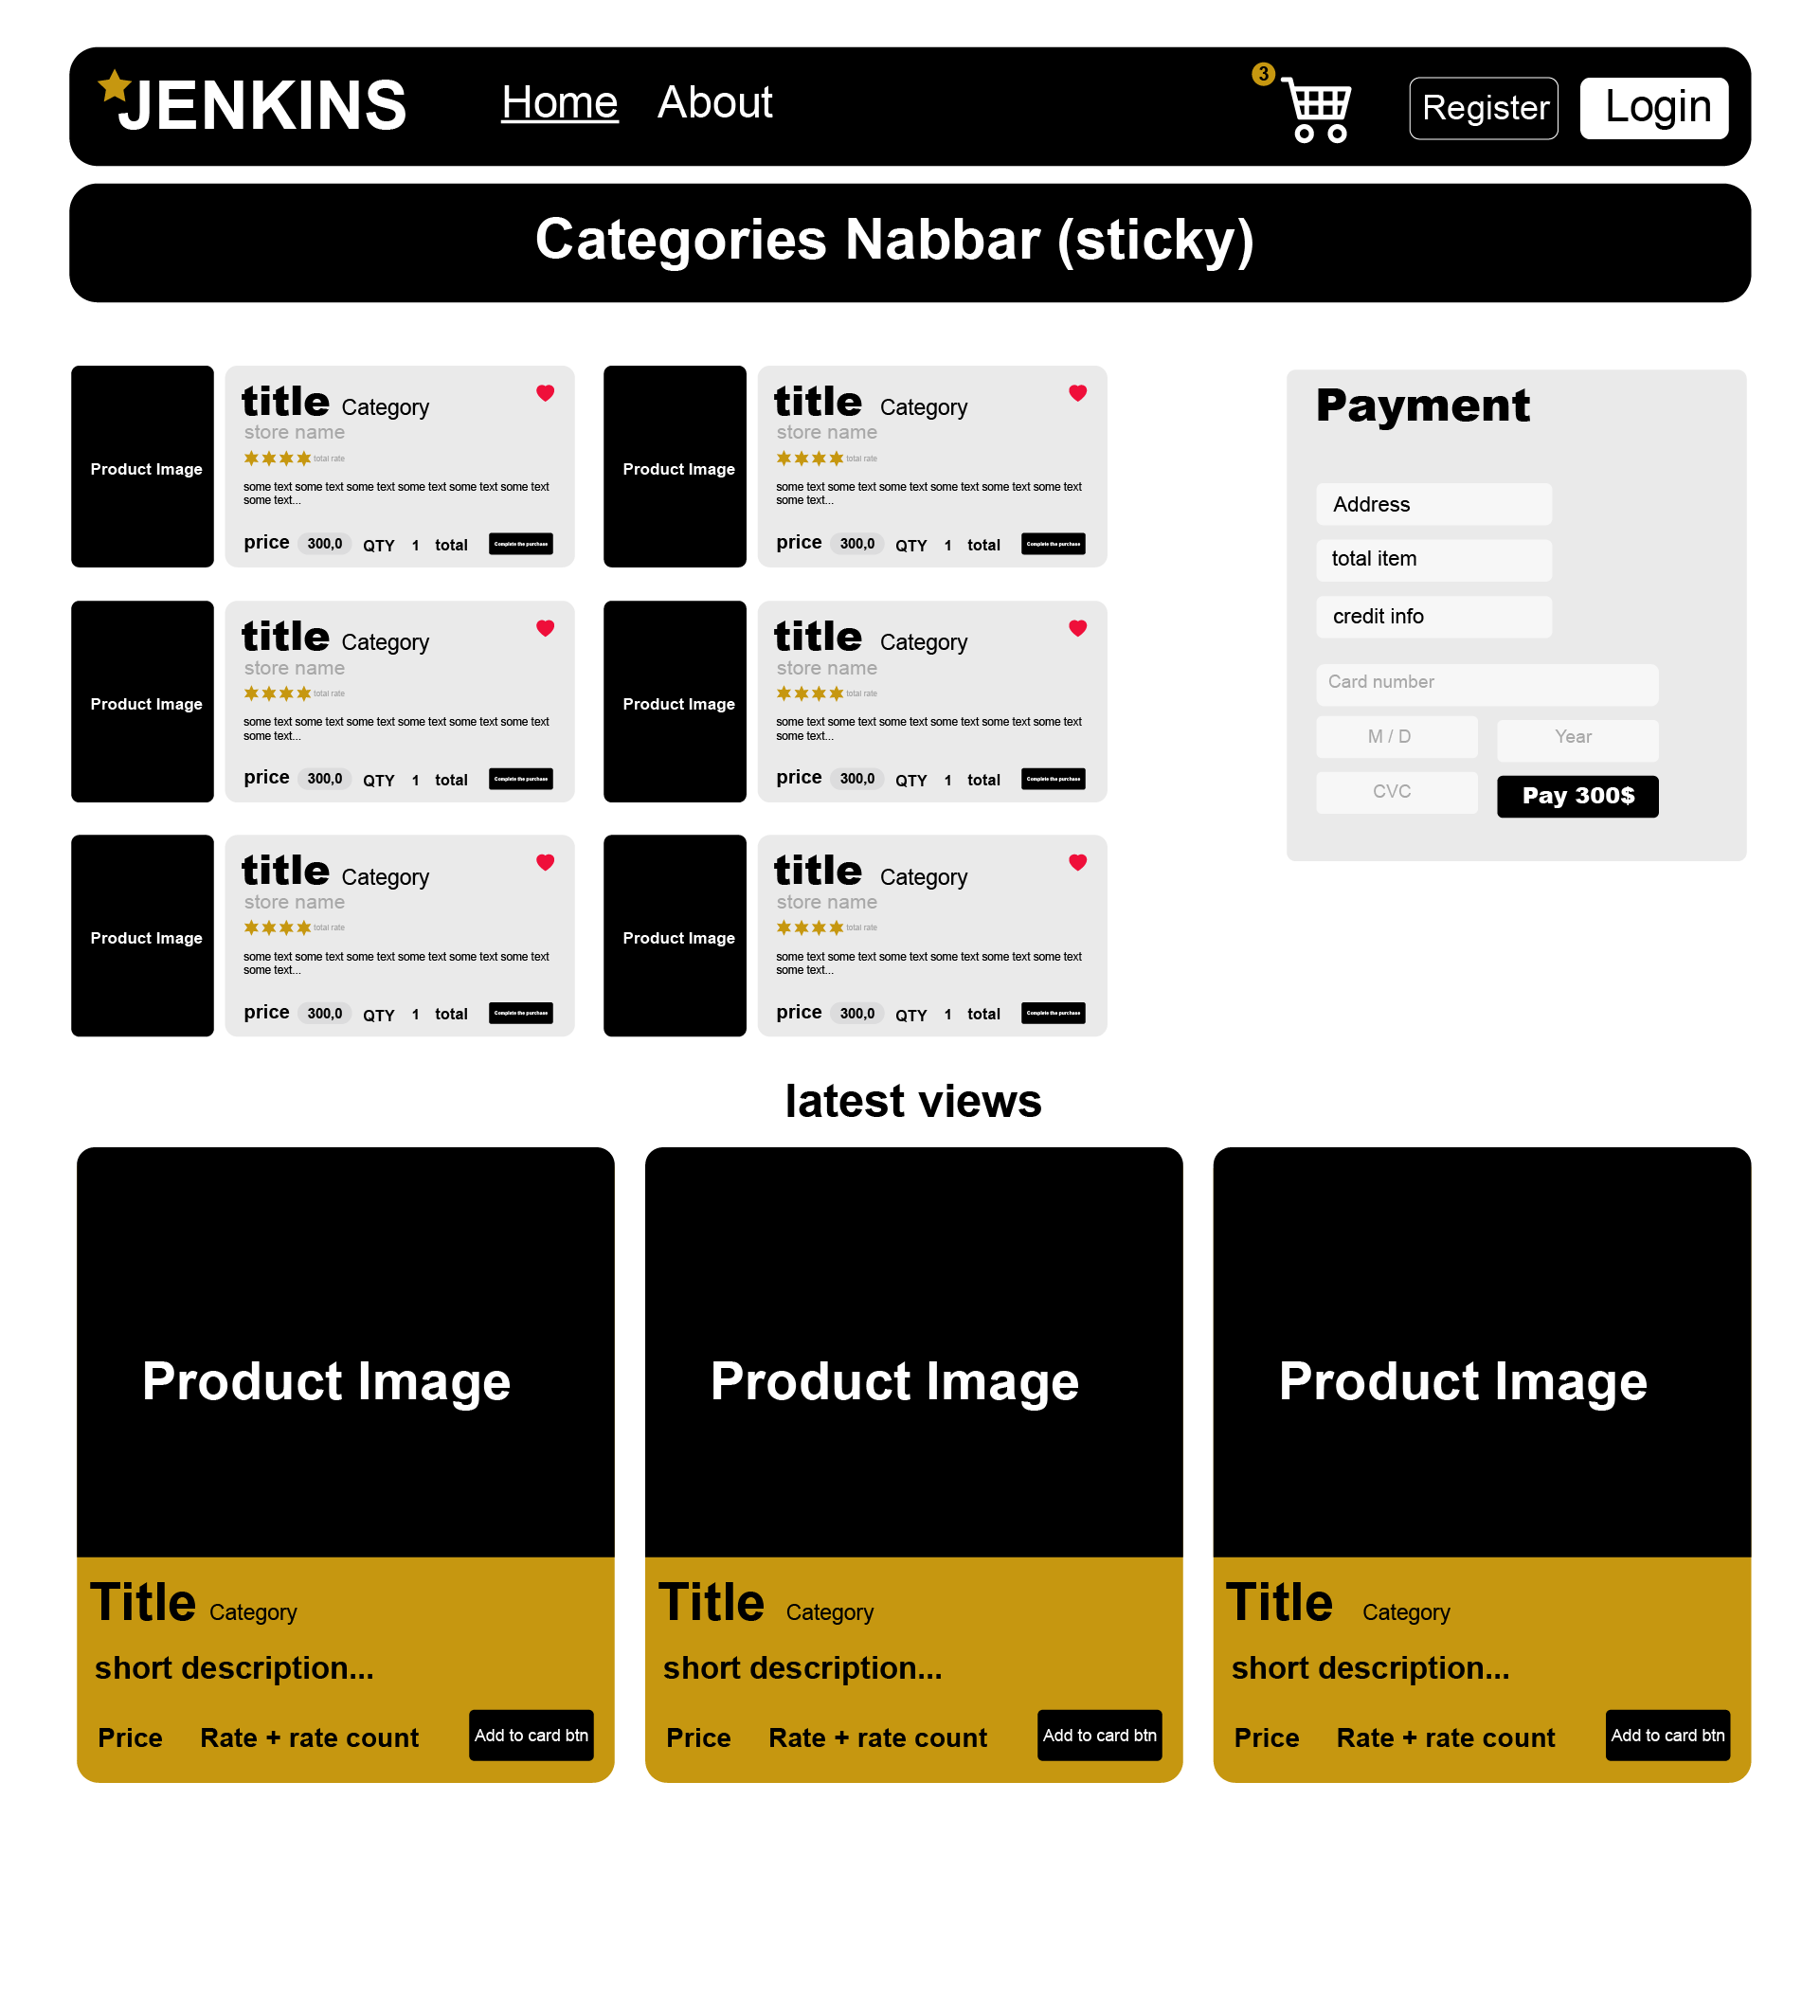 JENKINS
Home About
3
Register
Login
Categories Nabbar (sticky)
Product Image
title Category
store name
total rate
some text some text some text some text some text some text
some text...
price 300,0 QTY 1 total Complete the purchase
Product Image
title Category
store name
total rate
some text some text some text some text some text some text
some text...
price 300,0 QTY 1 total Complete the purchase
Product Image
title Category
store name
total rate
some text some text some text some text some text some text
some text...
price 300,0 QTY 1 total Complete the purchase
Product Image
title Category
store name
total rate
some text some text some text some text some text some text
some text...
price 300,0 QTY 1 total Complete the purchase
Product Image
title Category
store name
total rate
some text some text some text some text some text some text
some text...
price 300,0 QTY 1 total Complete the purchase
Product Image
title Category
store name
total rate
some text some text some text some text some text some text
some text...
price 300,0 QTY 1 total Complete the purchase
Payment
Address
total item
credit info
Card number
M / D Year
CVC Pay 300$
latest views
Product Image
Title Category
short description...
Price Rate + rate count Add to card btn
Product Image
Title Category
short description...
Price Rate + rate count Add to card btn
Product Image
Title Category
short description...
Price Rate + rate count Add to card btn